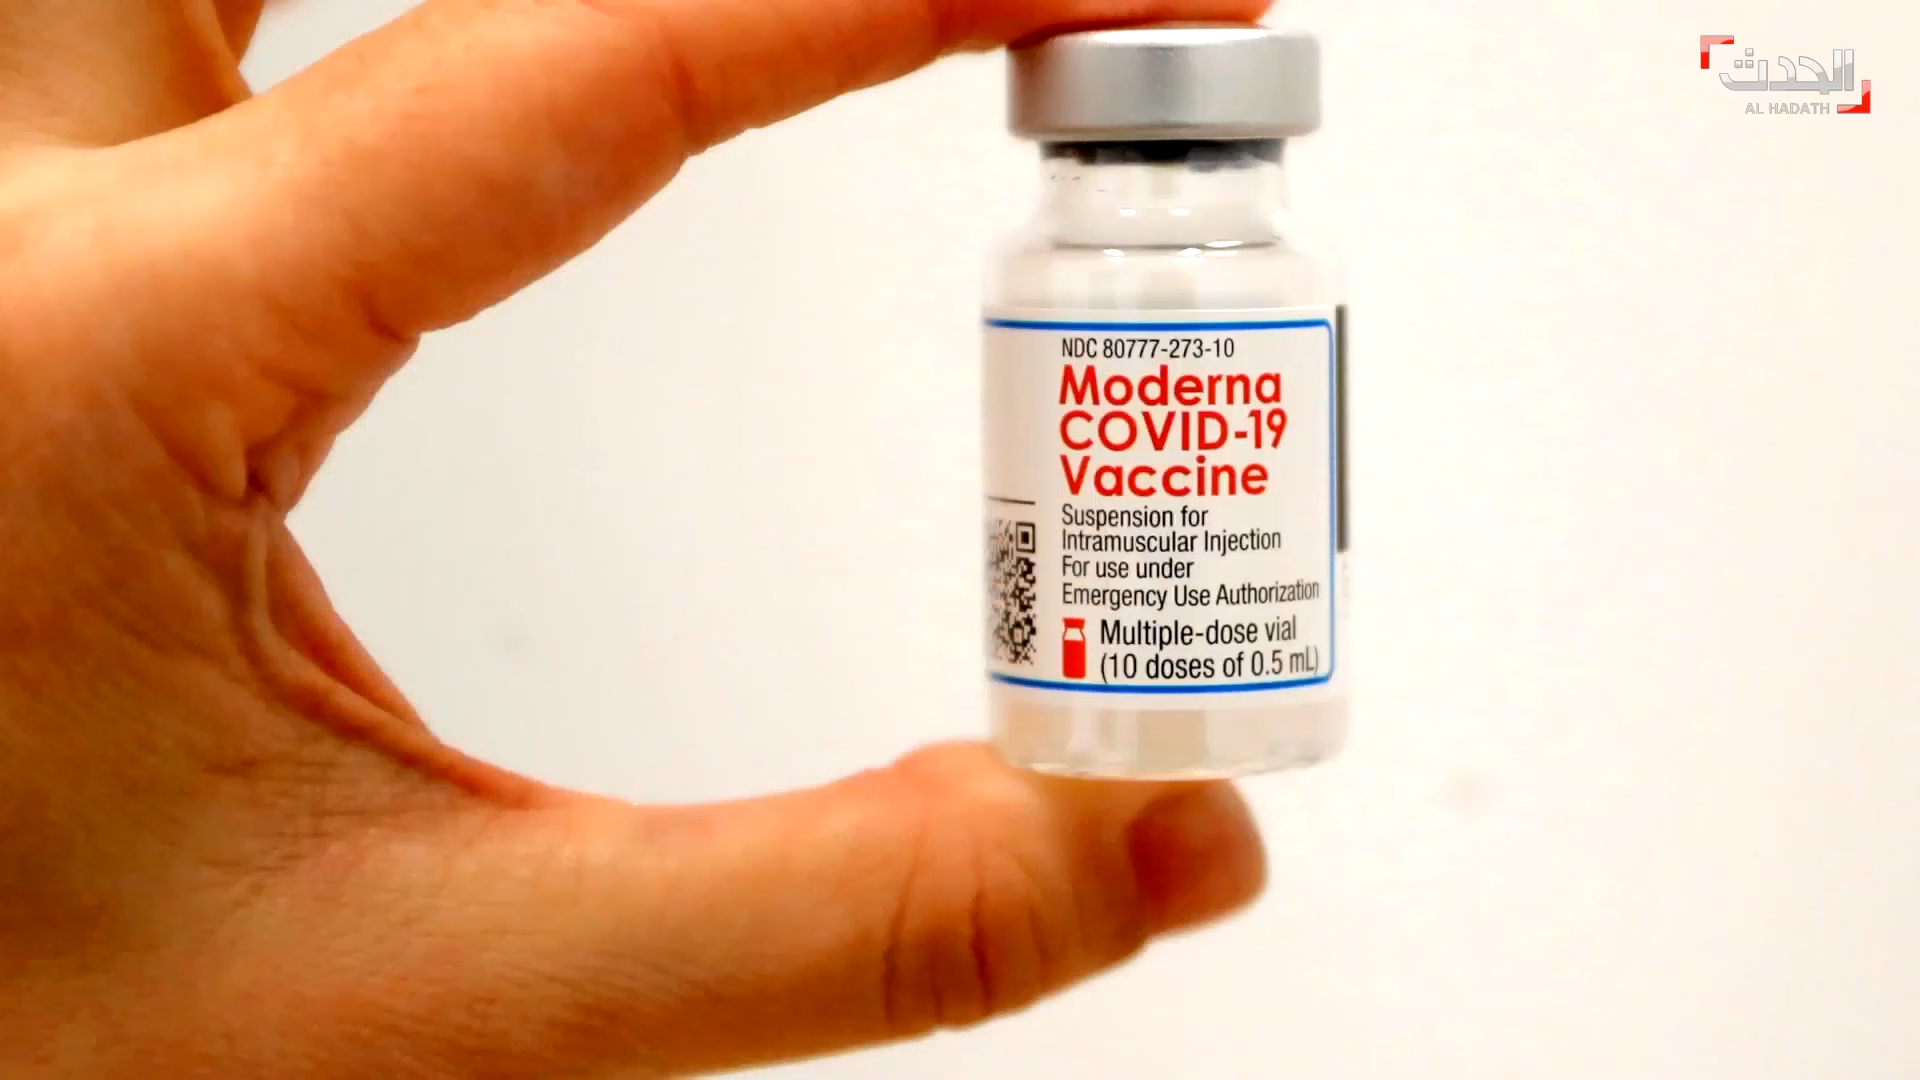 الحدث
AL HADATH
NDC 80777-273-10
Moderna
COVID-19
Vaccine
Suspension for
Intramuscular Injection
For use under
Emergency Use Authorization
Multiple-dose vial
(10 doses of 0.5 mL)